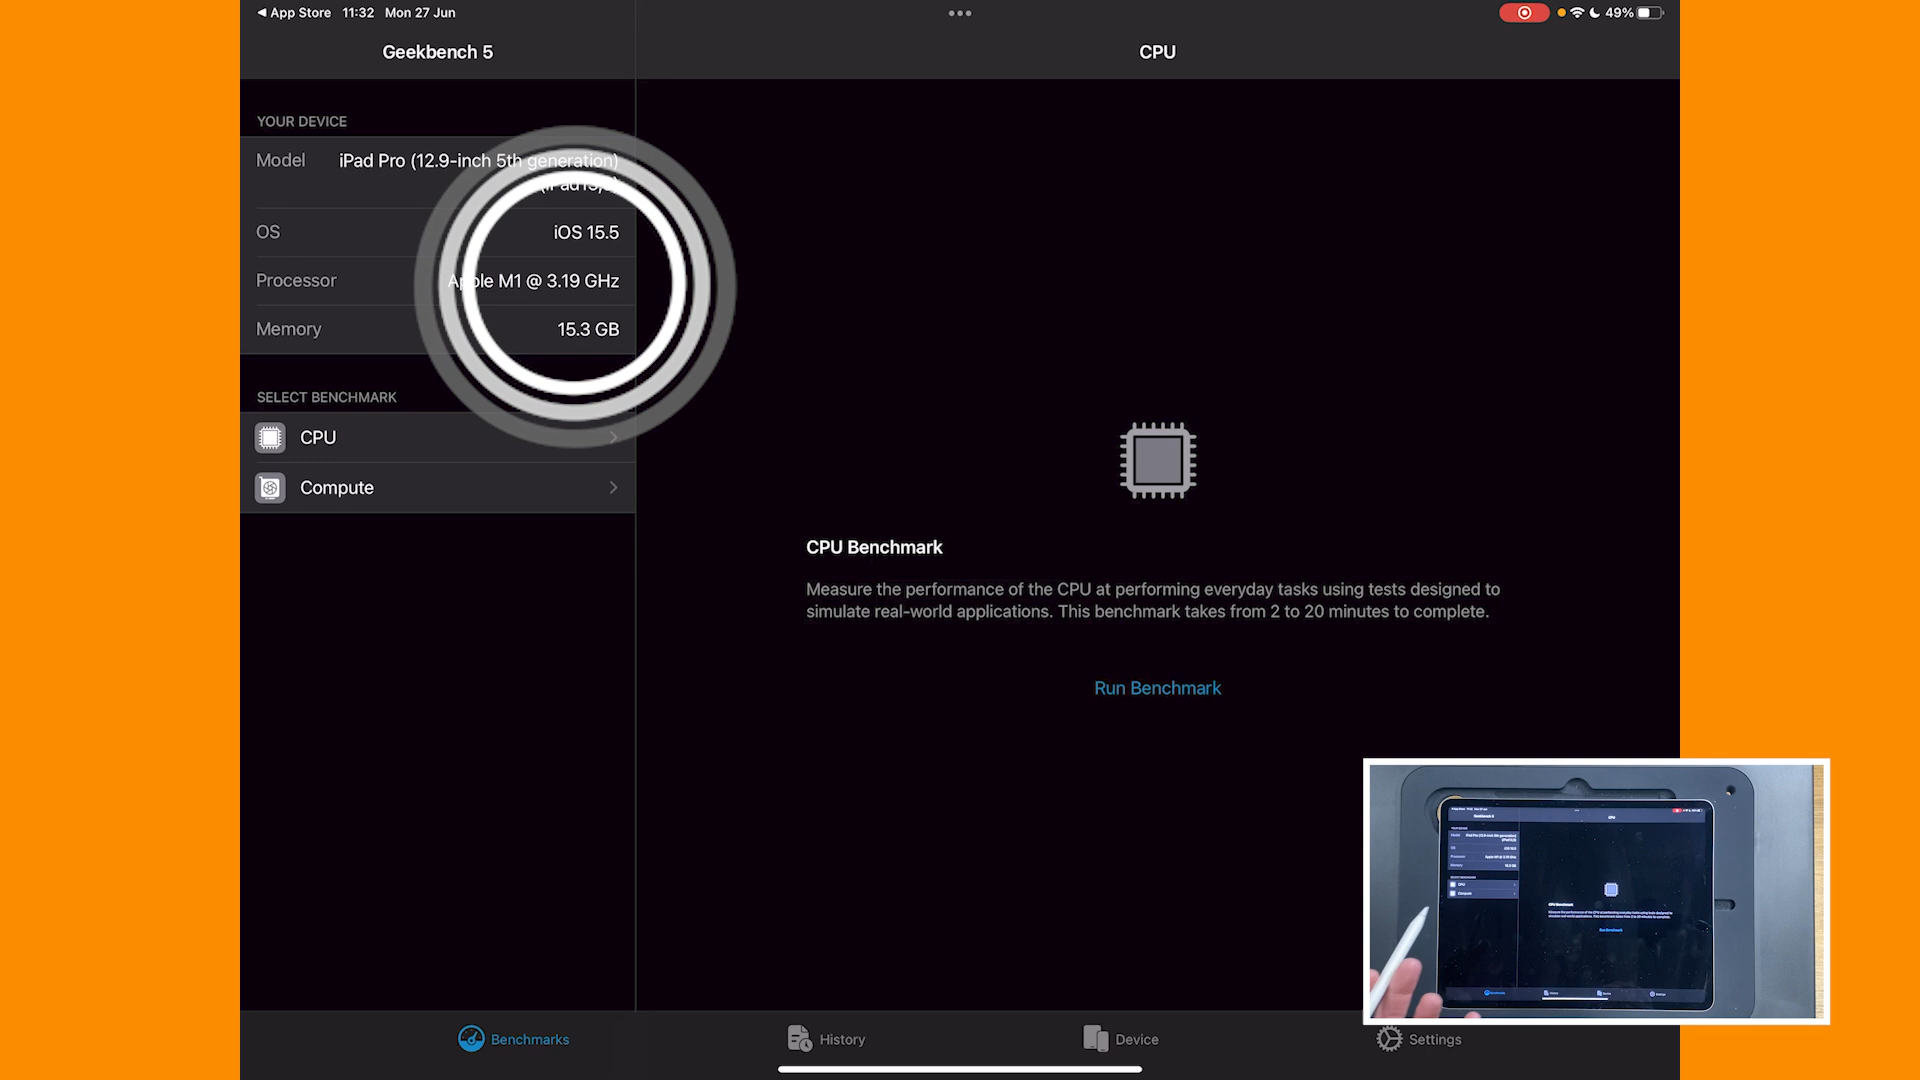 ◀ App Store 11:32 Mon 27 Jun
49%
Geekbench 5
CPU
YOUR DEVICE
Model iPad Pro (12.9-inch 5th generation)
OS iOS 15.5
Processor Apple M1 @ 3.19 GHz
Memory 15.3 GB
SELECT BENCHMARK
CPU
Compute
CPU Benchmark
Measure the performance of the CPU at performing everyday tasks using tests designed to
simulate real-world applications. This benchmark takes from 2 to 20 minutes to complete.
Run Benchmark
Benchmarks
History
Device
Settings